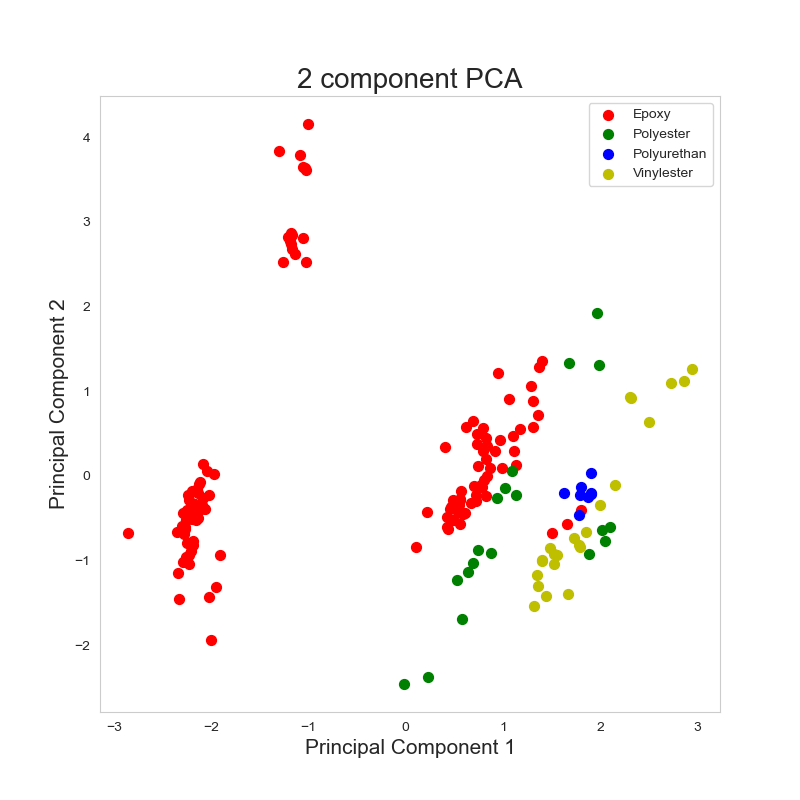 2 component PCA
Epoxy
Polyester
Polyurethan
Vinylester
Principal Component 2
4
3
2
1
0
−1
−2
−3
−2
−1
0
1
2
3
Principal Component 1